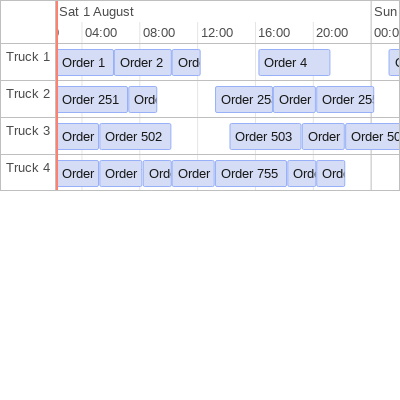 Sat 1 August Sun
04:00 08:00 12:00 16:00 20:00 00:0
Truck 1 Order 1 Order 2 Ord Order 4
Truck 2 Order 251 Ord Order 25 Order Order 25
Truck 3 Order Order 502 Order 503 Order Order 50
Truck 4 Order Order Ord Order Order 755 Ord Ord